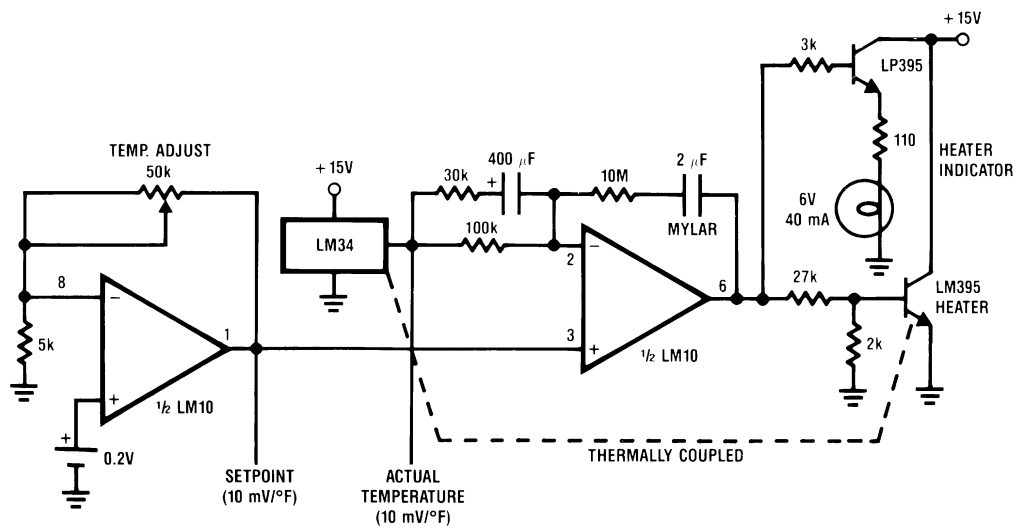 + 15V
3k
LP395
TEMP. ADJUST
50k
+ 15V
400 μF
30k
+
10M
2 μF
MYLAR
110
HEATER
INDICATOR
6V
40 mA
LM34
100k
−
2
8
−
6
27k
LM395
HEATER
5k
1
3
+
½ LM10
2k
+
½ LM10
+
0.2V
THERMALLY COUPLED
SETPOINT
(10 mV/°F)
ACTUAL
TEMPERATURE
(10 mV/°F)